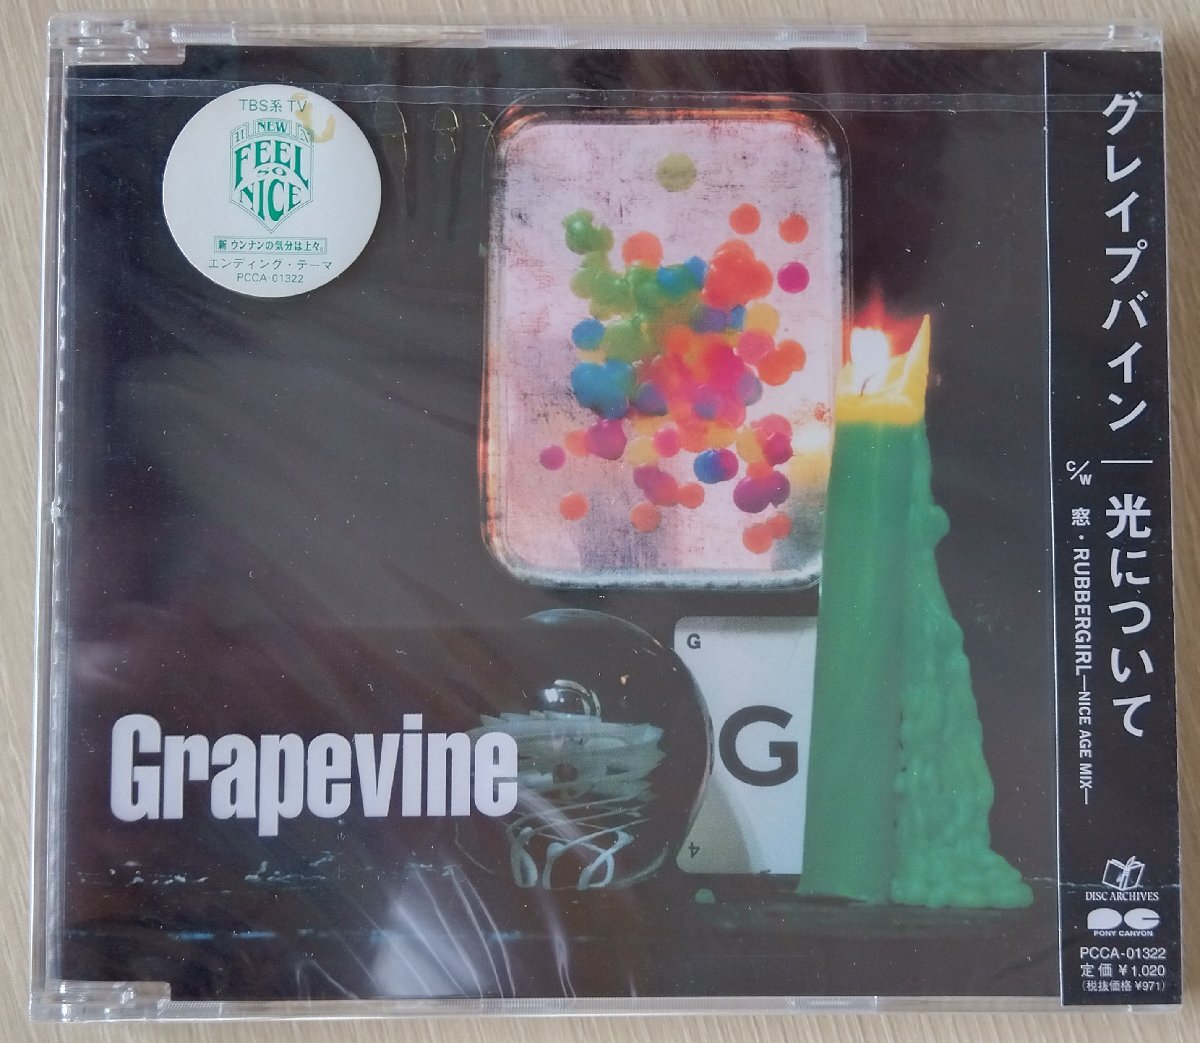 TBS系 TV
NEW
FEEL
SO
NICE
新 ウンナンの気分は上々。
エンディング・テーマ
PCCA-01322
G
G
4
Grapevine
グレイプバイン│光について
c/w 窓・RUBBERGIRL—NICE AGE MIX—
DISC ARCHIVES
PONY CANYON
PCCA-01322
定価 ¥1,020
(税抜価格 ¥971)